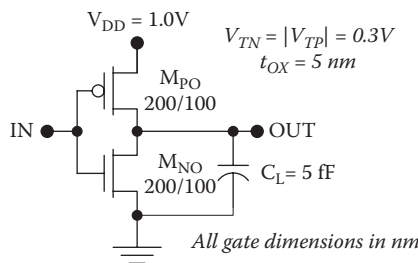 V_DD = 1.0V
V_TN = |V_TP| = 0.3V
t_OX = 5 nm
M_PO
200/100
IN
OUT
M_NO
200/100
C_L = 5 fF
All gate dimensions in nm